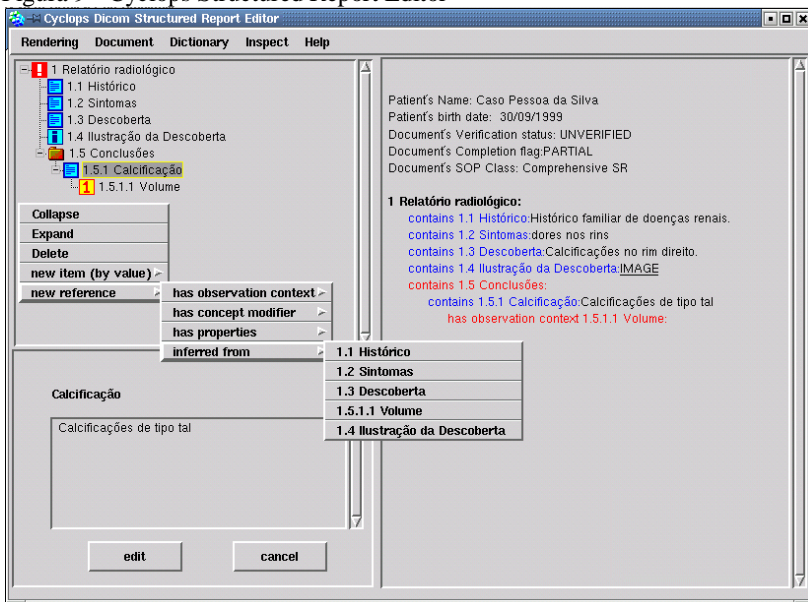 Figura 9 – Cyclops Structured Report Editor
Cyclops Dicom Structured Report Editor
Rendering Document Dictionary Inspect Help
1 Relatório radiológico
1.1 Histórico
1.2 Sintomas
1.3 Descoberta
1.4 Ilustração da Descoberta
1.5 Conclusões
1.5.1 Calcificação
1 1.5.1.1 Volume
Collapse
Expand
Delete
new item (by value)
new reference
has observation context
has concept modifier
has properties
inferred from
1.1 Histórico
1.2 Sintomas
1.3 Descoberta
1.5.1.1 Volume
1.4 Ilustração da Descoberta
Calcificação
Calcificações de tipo tal
edit cancel
Patient's Name: Caso Pessoa da Silva
Patient's birth date: 30/09/1999
Document's Verification status: UNVERIFIED
Document's Completion flag:PARTIAL
Document's SOP Class: Comprehensive SR
1 Relatório radiológico:
contains 1.1 Histórico:Histórico familiar de doenças renais.
contains 1.2 Sintomas:dores nos rins
contains 1.3 Descoberta:Calcificações no rim direito.
contains 1.4 Ilustração da Descoberta:IMAGE
contains 1.5 Conclusões:
contains 1.5.1 Calcificação:Calcificações de tipo tal
has observation context 1.5.1.1 Volume: